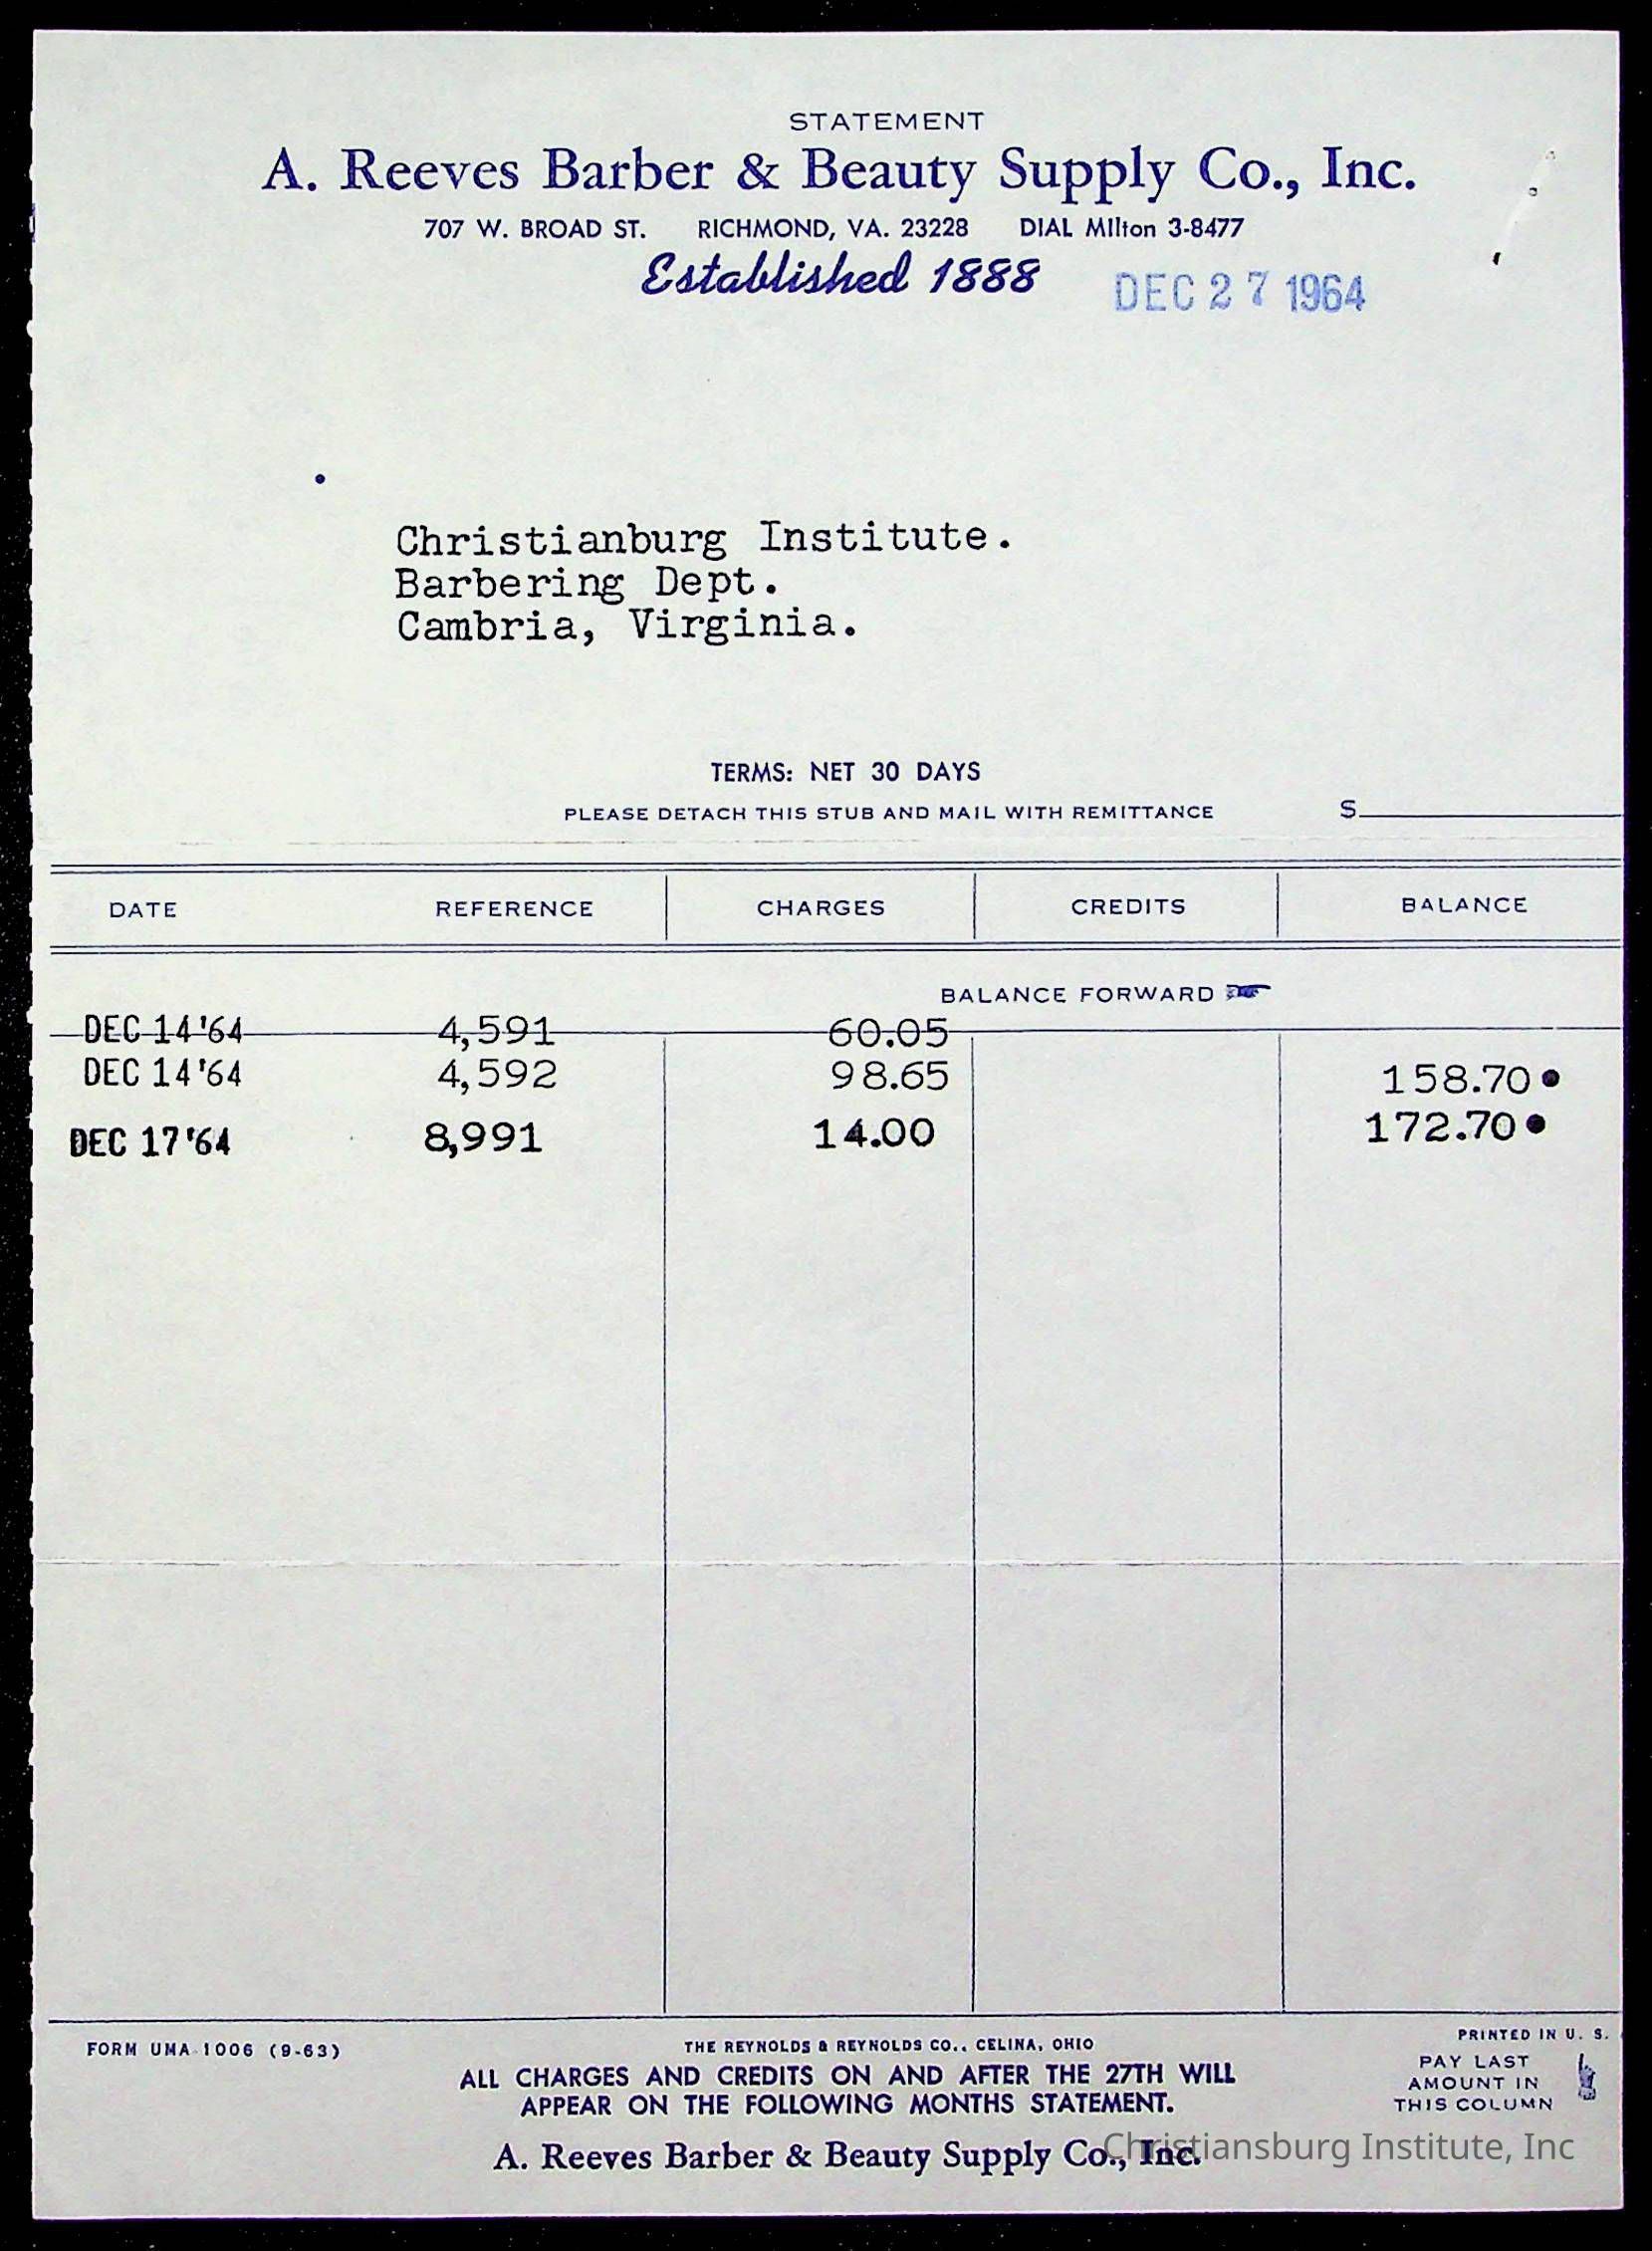 STATEMENT
A. Reeves Barber & Beauty Supply Co., Inc.
707 W. BROAD ST. RICHMOND, VA. 23228 DIAL MIlton 3-8477
Established 1888 DEC 27 1964
Christianburg Institute.
Barbering Dept.
Cambria, Virginia.
TERMS: NET 30 DAYS
PLEASE DETACH THIS STUB AND MAIL WITH REMITTANCE $
DATE REFERENCE CHARGES CREDITS BALANCE
BALANCE FORWARD
DEC 14'64 4,591 60.05
DEC 14'64 4,592 98.65 158.70
DEC 17'64 8,991 14.00 172.70
FORM UMA-1006 (9-63) THE REYNOLDS & REYNOLDS CO., CELINA, OHIO PRINTED IN U. S.
ALL CHARGES AND CREDITS ON AND AFTER THE 27TH WILL
APPEAR ON THE FOLLOWING MONTHS STATEMENT.
PAY LAST
AMOUNT IN
THIS COLUMN
A. Reeves Barber & Beauty Supply Co., Inc.
Christiansburg Institute, Inc